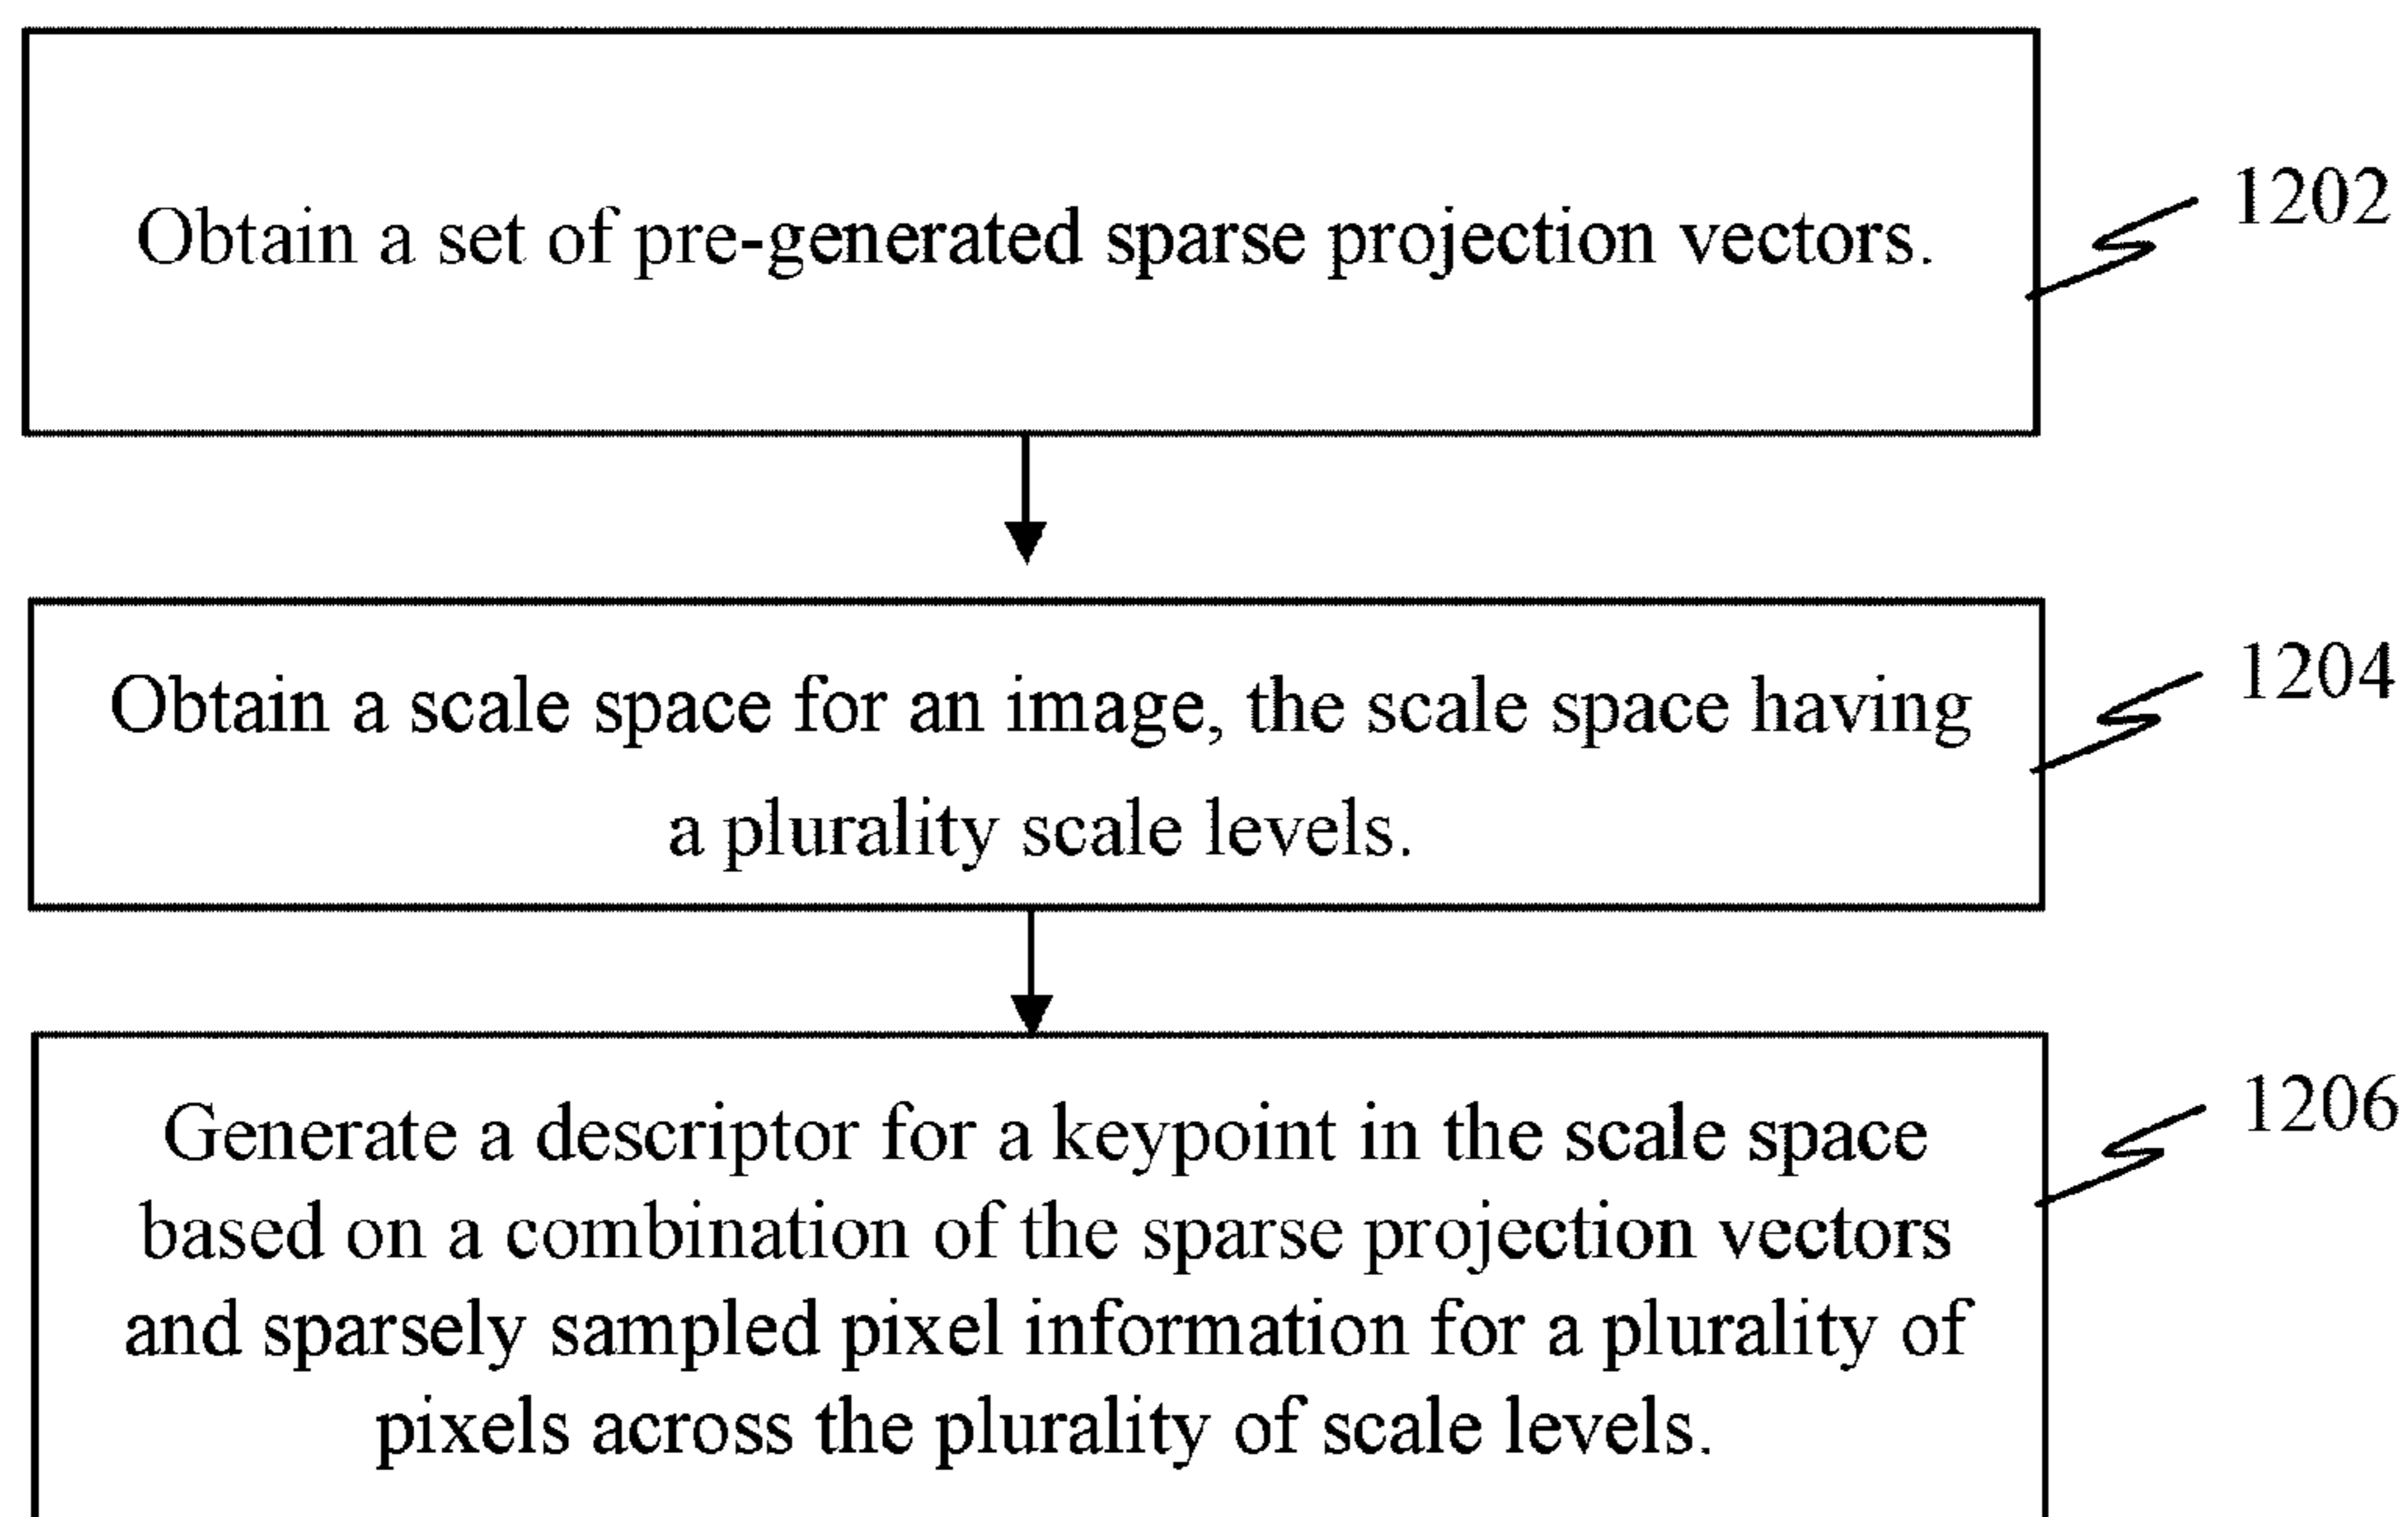 Obtain a set of pre-generated sparse projection vectors.
1202
Obtain a scale space for an image, the scale space having
a plurality scale levels.
1204
Generate a descriptor for a keypoint in the scale space
based on a combination of the sparse projection vectors
and sparsely sampled pixel information for a plurality of
pixels across the plurality of scale levels.
1206